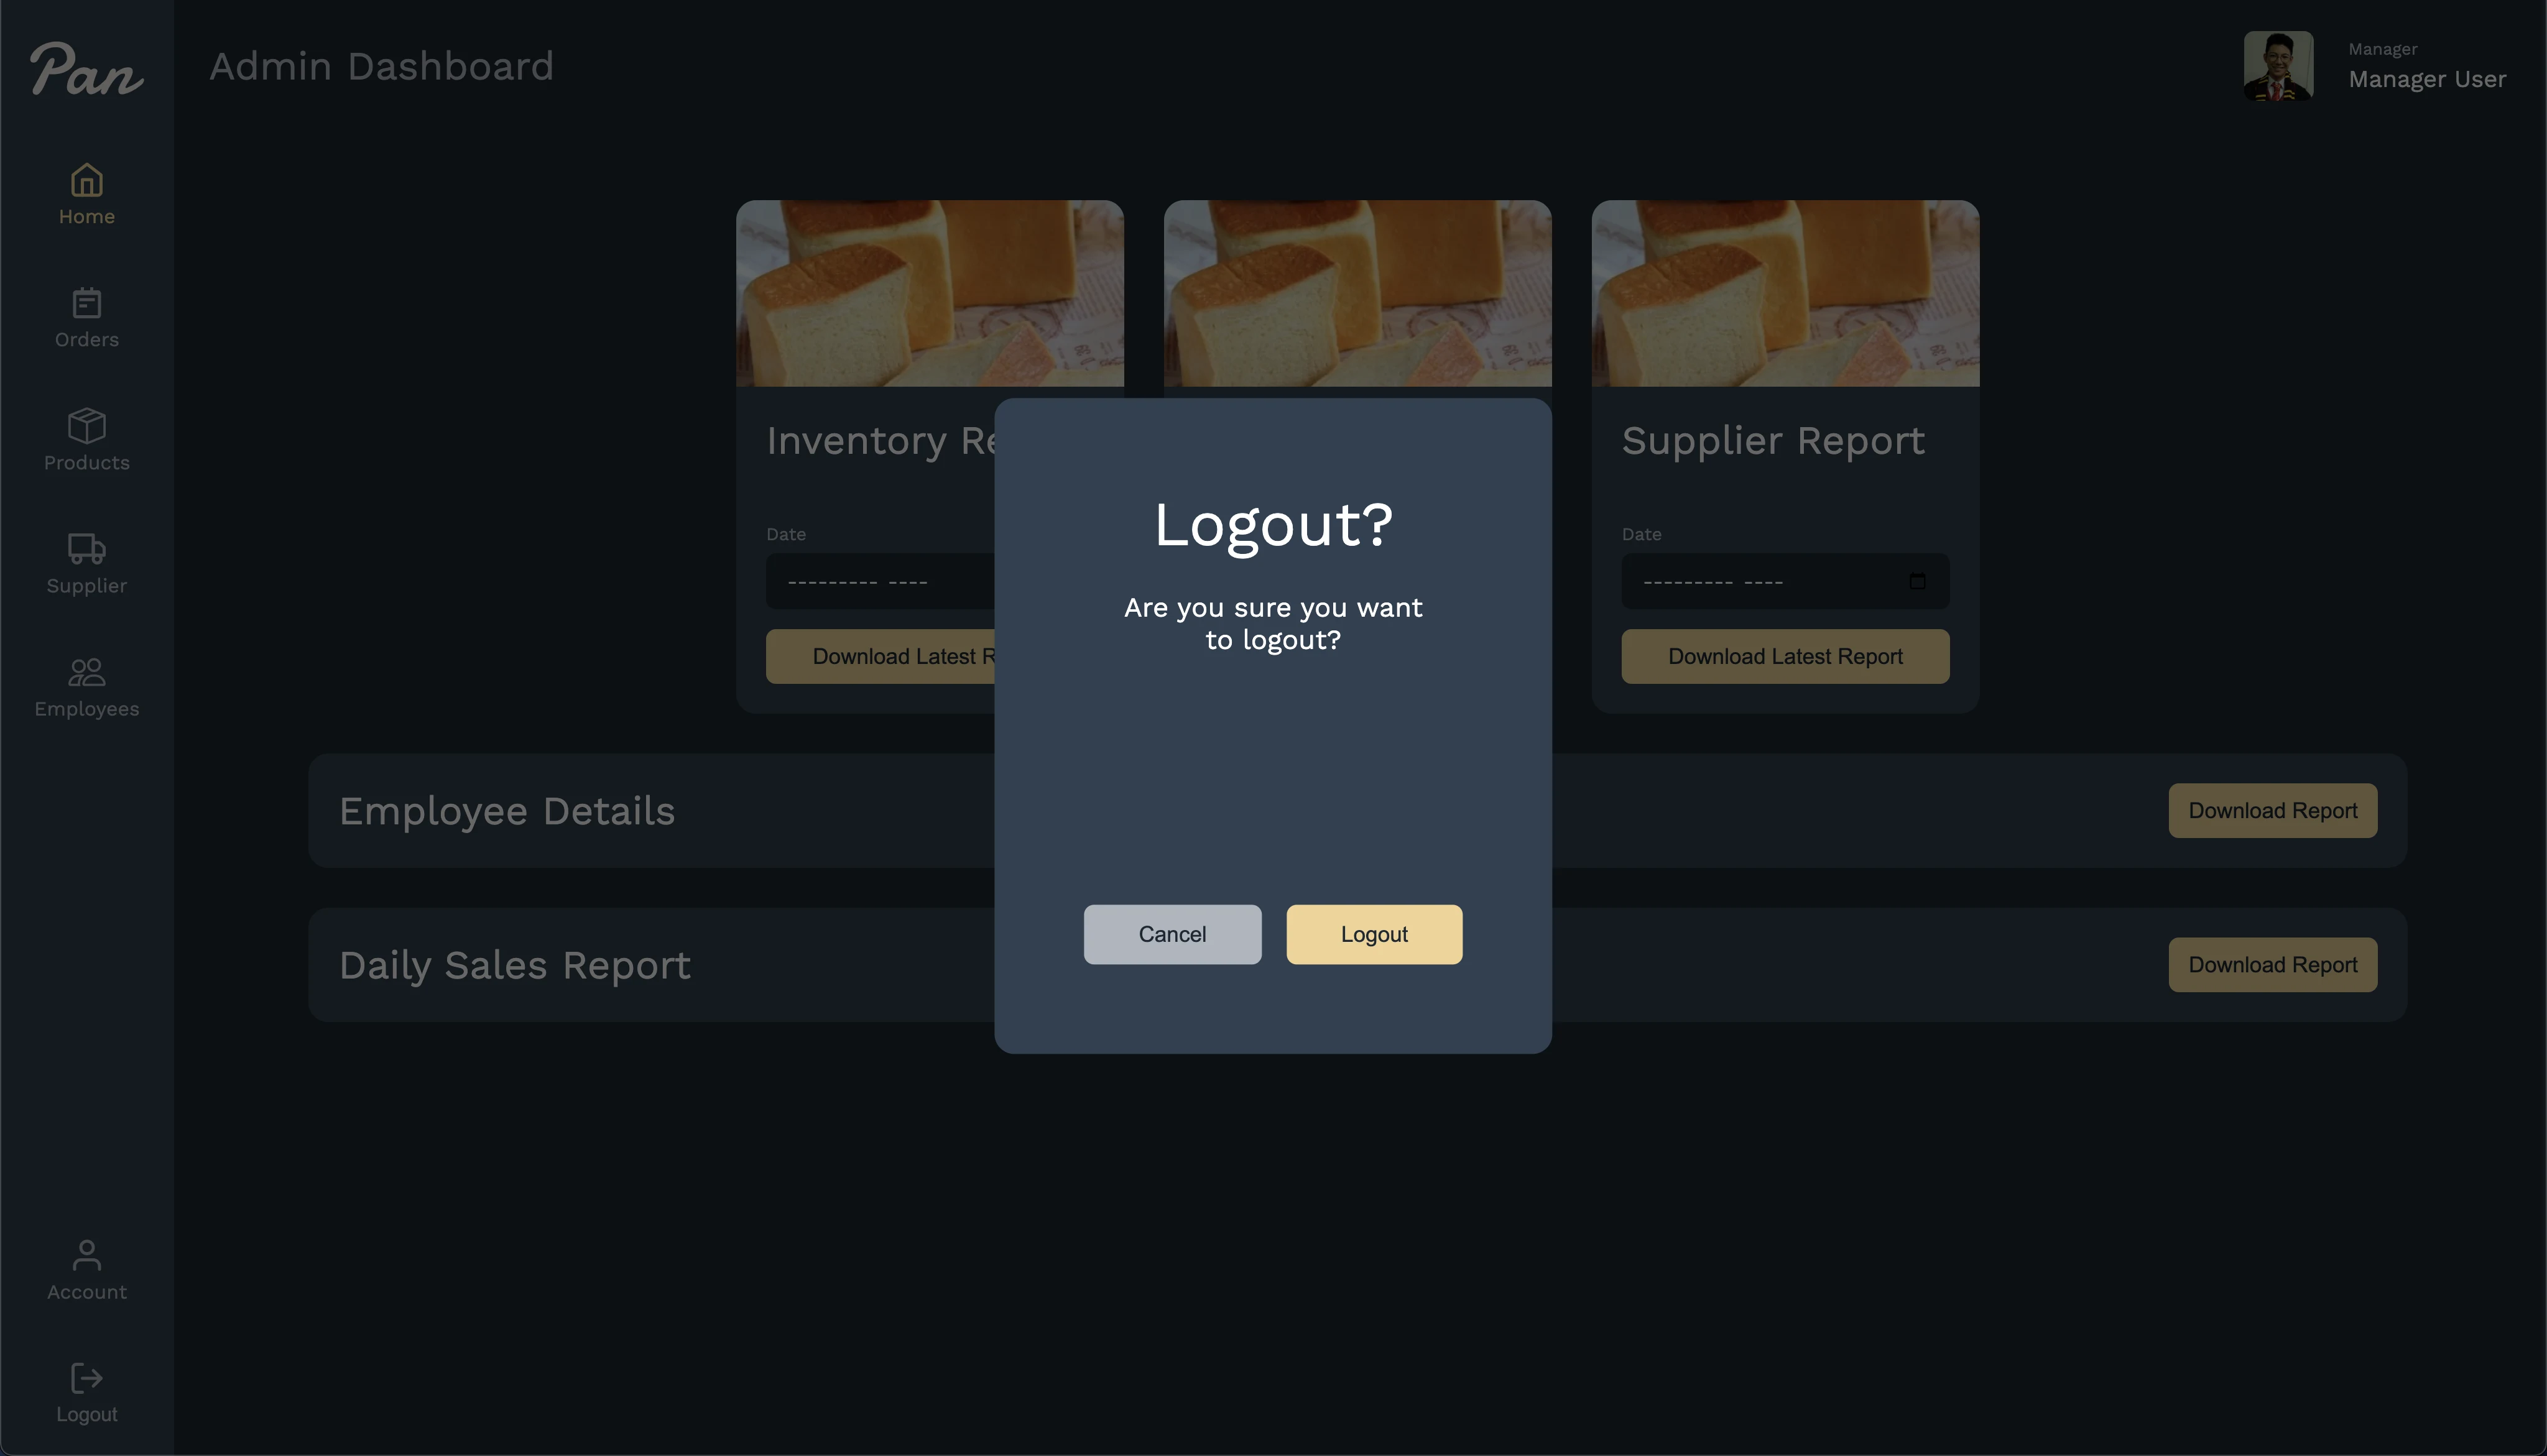 Pan
Admin Dashboard
Manager
Manager User
Home
Orders
Products
Supplier
Employees
Account
Logout
Inventory
Date
--------- ----
Download Latest
Supplier Report
Date
--------- ----
Download Latest Report
Logout?
Are you sure you want
to logout?
Cancel
Logout
Employee Details
Download Report
Daily Sales Report
Download Report